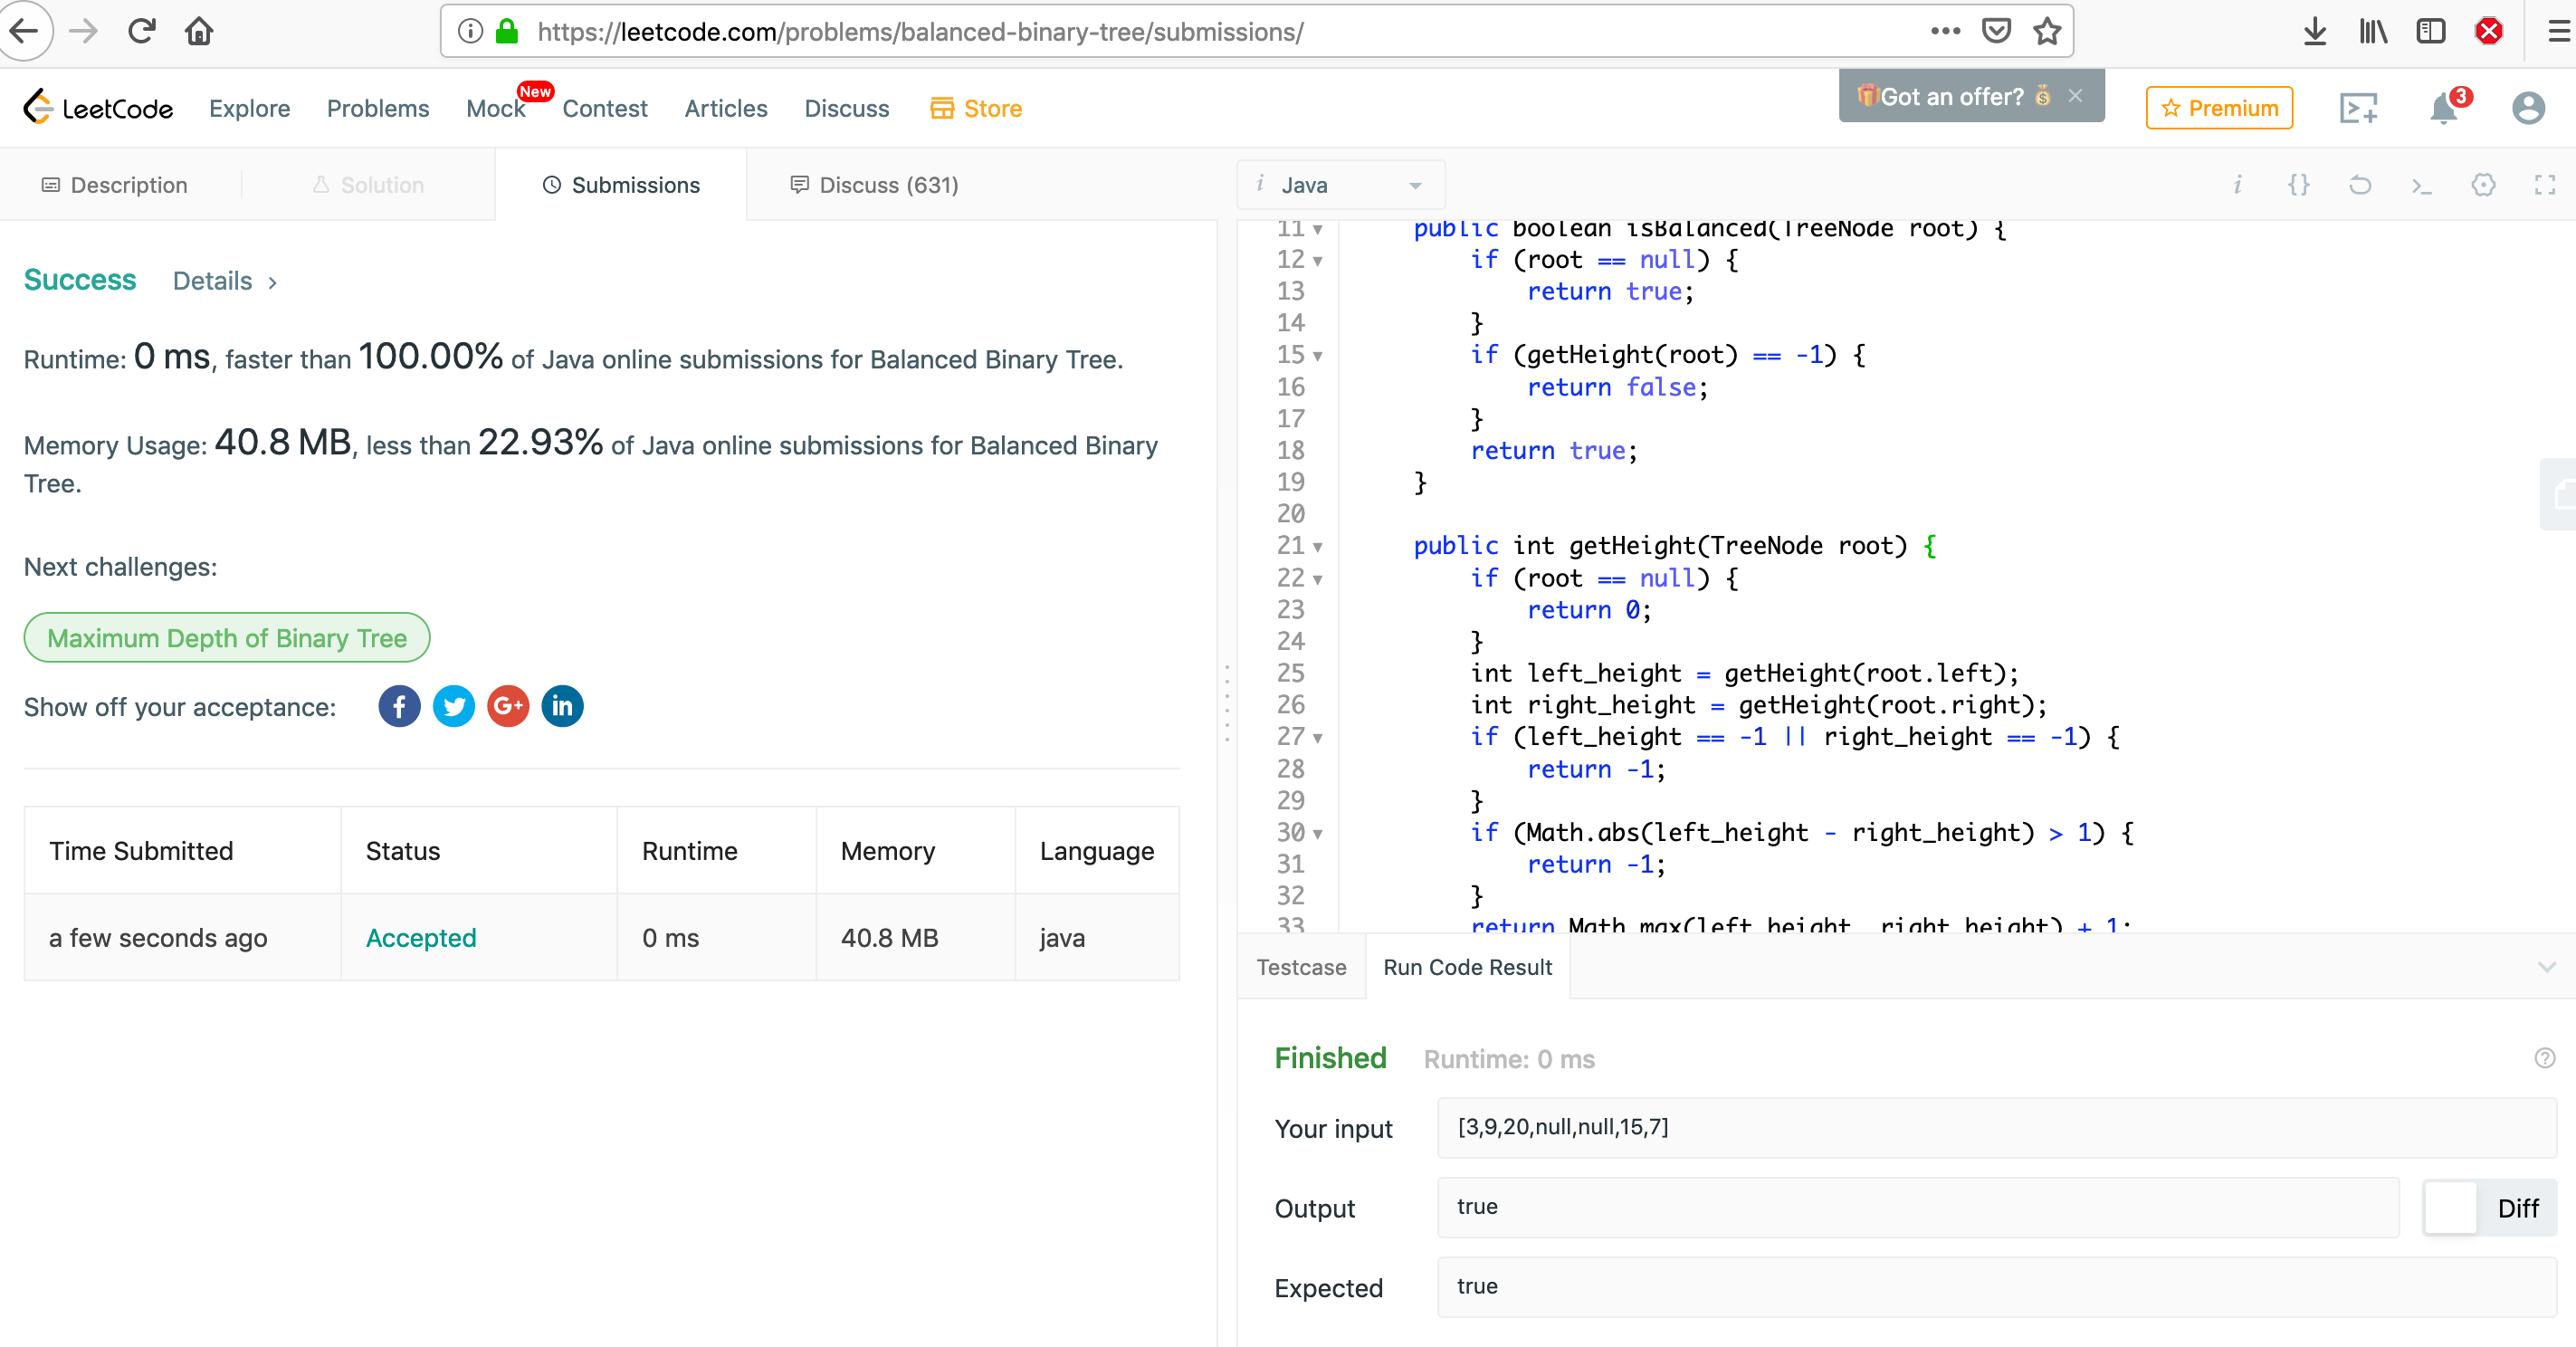 https://leetcode.com/problems/balanced-binary-tree/submissions/
LeetCode Explore Problems Mock New Contest Articles Discuss Store Got an offer? Premium 3
Description Solution Submissions Discuss (631)
i Java
Success Details
Runtime: 0 ms, faster than 100.00% of Java online submissions for Balanced Binary Tree.
Memory Usage: 40.8 MB, less than 22.93% of Java online submissions for Balanced Binary
Tree.
Next challenges:
Maximum Depth of Binary Tree
Show off your acceptance: f G+ in
Time Submitted Status Runtime Memory Language
a few seconds ago Accepted 0 ms 40.8 MB java
11 public boolean isBalanced(TreeNode root) {
12 if (root == null) {
13 return true;
14 }
15 if (getHeight(root) == -1) {
16 return false;
17 }
18 return true;
19 }
20
21 public int getHeight(TreeNode root) {
22 if (root == null) {
23 return 0;
24 }
25 int left_height = getHeight(root.left);
26 int right_height = getHeight(root.right);
27 if (left_height == -1 || right_height == -1) {
28 return -1;
29 }
30 if (Math.abs(left_height - right_height) > 1) {
31 return -1;
32 }
33 return Math.max(left_height, right_height) + 1;
Testcase Run Code Result
Finished Runtime: 0 ms
Your input [3,9,20,null,null,15,7]
Output true Diff
Expected true